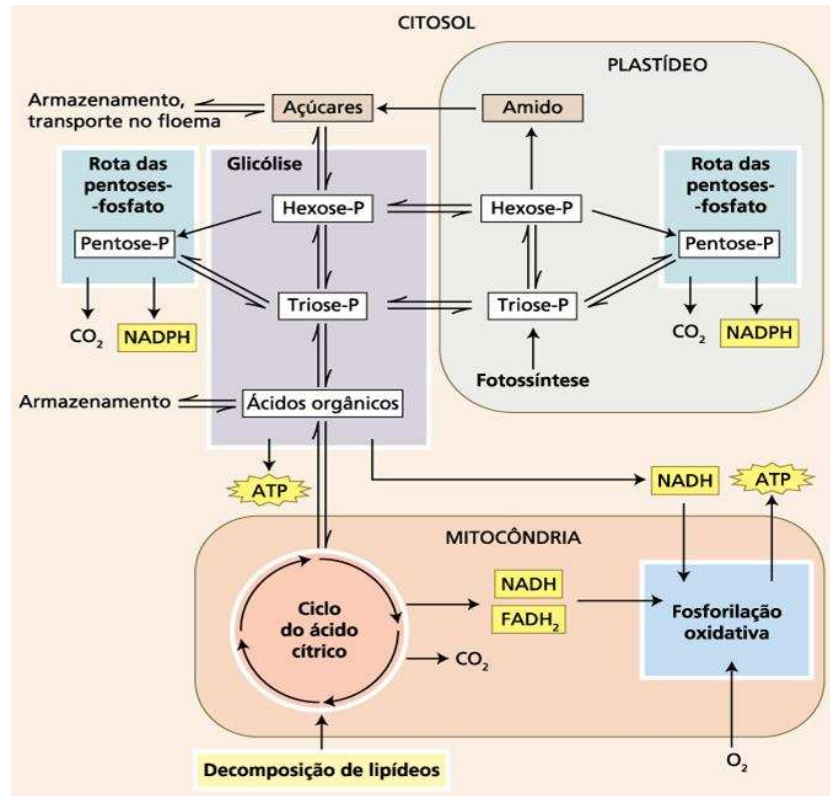 CITOSOL
PLASTÍDEO
Armazenamento,
transporte no floema
Açúcares
Amido
Rota das
pentoses-
-fosfato
Glicólise
Hexose-P
Hexose-P
Rota das
pentoses-
-fosfato
Pentose-P
Pentose-P
Triose-P
Triose-P
CO₂
NADPH
CO₂
NADPH
Fotossíntese
Armazenamento
Ácidos orgânicos
ATP
NADH
ATP
MITOCÔNDRIA
Ciclo
do ácido
cítrico
NADH
FADH₂
Fosforilação
oxidativa
CO₂
Decomposição de lipídeos
O₂